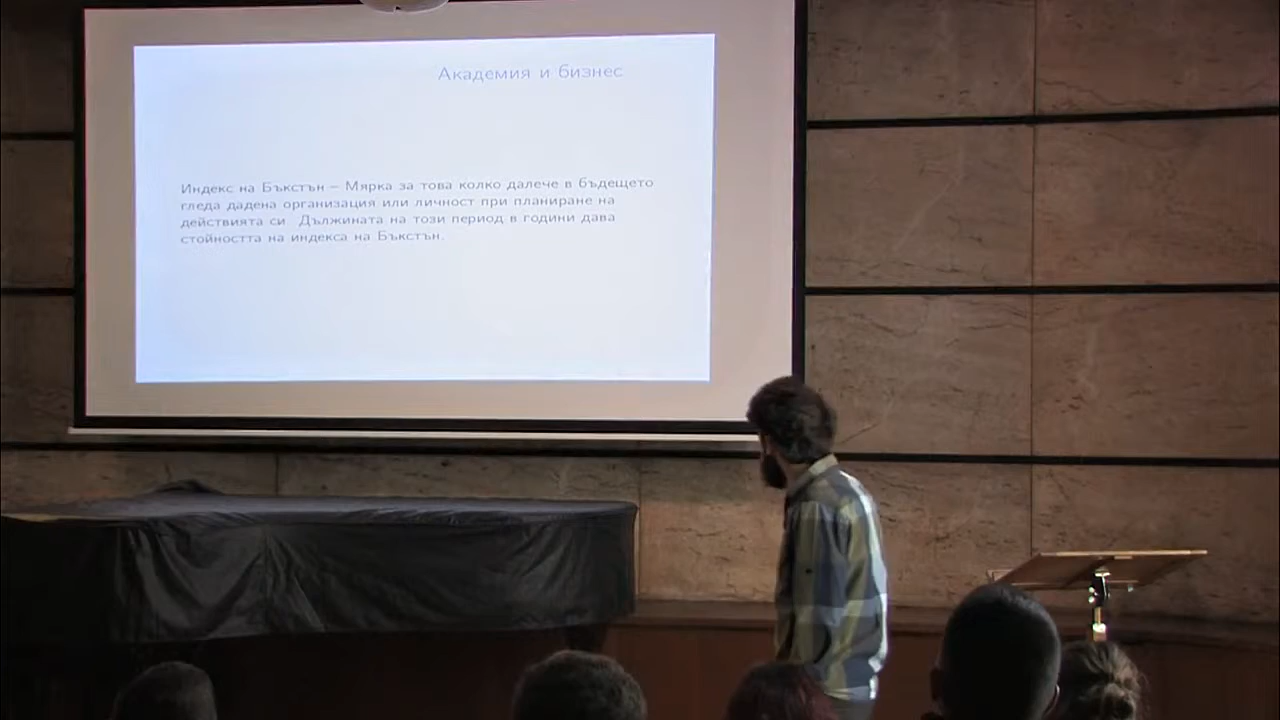 Академия и бизнес
Индекс на Бъкстън – Мярка за това колко далече в бъдещето
гледа дадена организация или личност при планиране на
действията си Дължината на този период в години дава
стойността на индекса на Бъкстън.